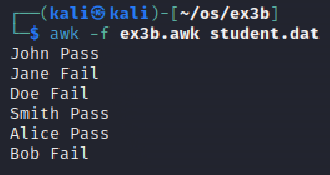 ┌──(kali㉿kali)-[~/os/ex3b]
└─$ awk -f ex3b.awk student.dat
John Pass
Jane Fail
Doe Fail
Smith Pass
Alice Pass
Bob Fail